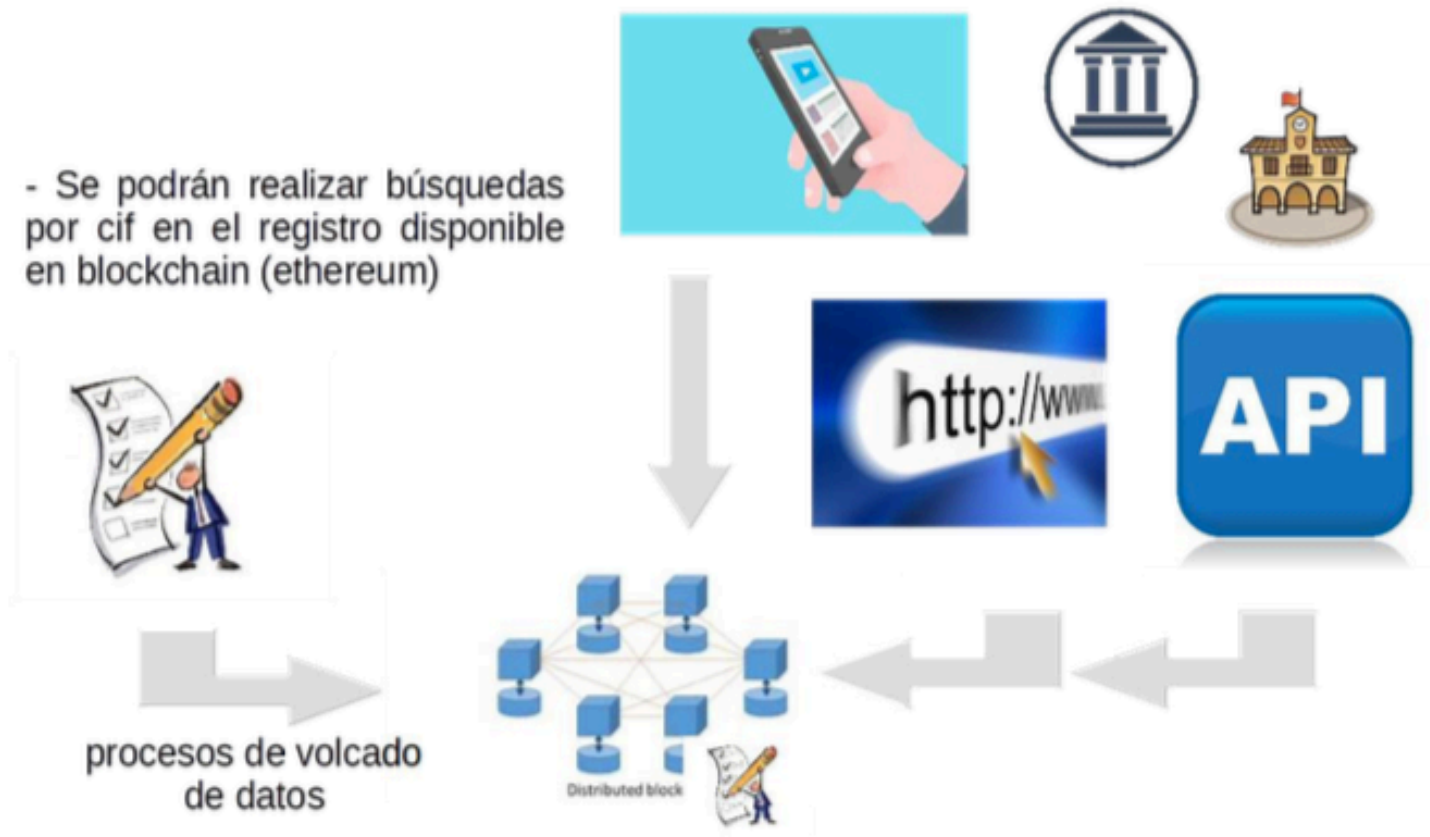 - Se podrán realizar búsquedas
por cif en el registro disponible
en blockchain (ethereum)
http://www.
API
procesos de volcado
de datos
Distributed block